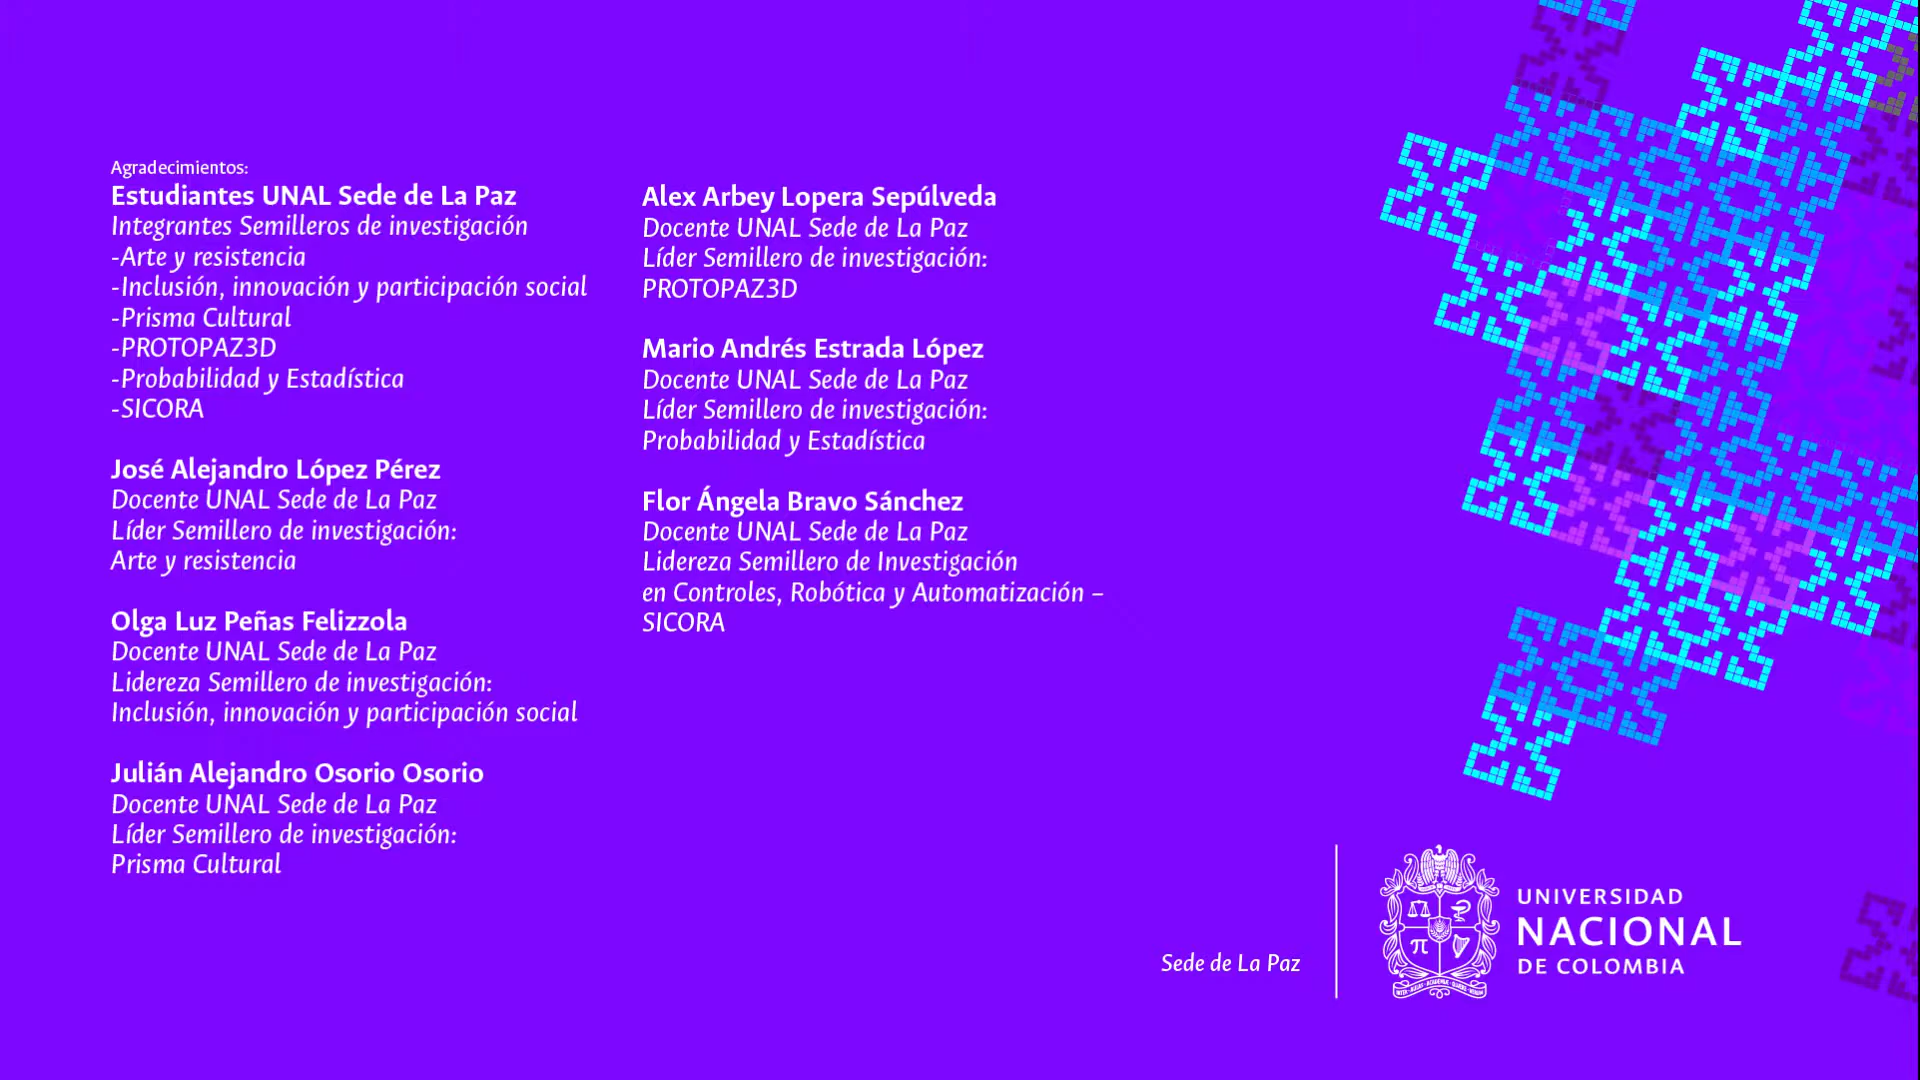 Agradecimientos:
Estudiantes UNAL Sede de La Paz
Integrantes Semilleros de investigación
-Arte y resistencia
-Inclusión, innovación y participación social
-Prisma Cultural
-PROTOPAZ3D
-Probabilidad y Estadística
-SICORA
José Alejandro López Pérez
Docente UNAL Sede de La Paz
Líder Semillero de investigación:
Arte y resistencia
Olga Luz Peñas Felizzola
Docente UNAL Sede de La Paz
Lidereza Semillero de investigación:
Inclusión, innovación y participación social
Julián Alejandro Osorio Osorio
Docente UNAL Sede de La Paz
Líder Semillero de investigación:
Prisma Cultural
Alex Arbey Lopera Sepúlveda
Docente UNAL Sede de La Paz
Líder Semillero de investigación:
PROTOPAZ3D
Mario Andrés Estrada López
Docente UNAL Sede de La Paz
Líder Semillero de investigación:
Probabilidad y Estadística
Flor Ángela Bravo Sánchez
Docente UNAL Sede de La Paz
Lidereza Semillero de Investigación
en Controles, Robótica y Automatización –
SICORA
Sede de La Paz
UNIVERSIDAD
NACIONAL
DE COLOMBIA